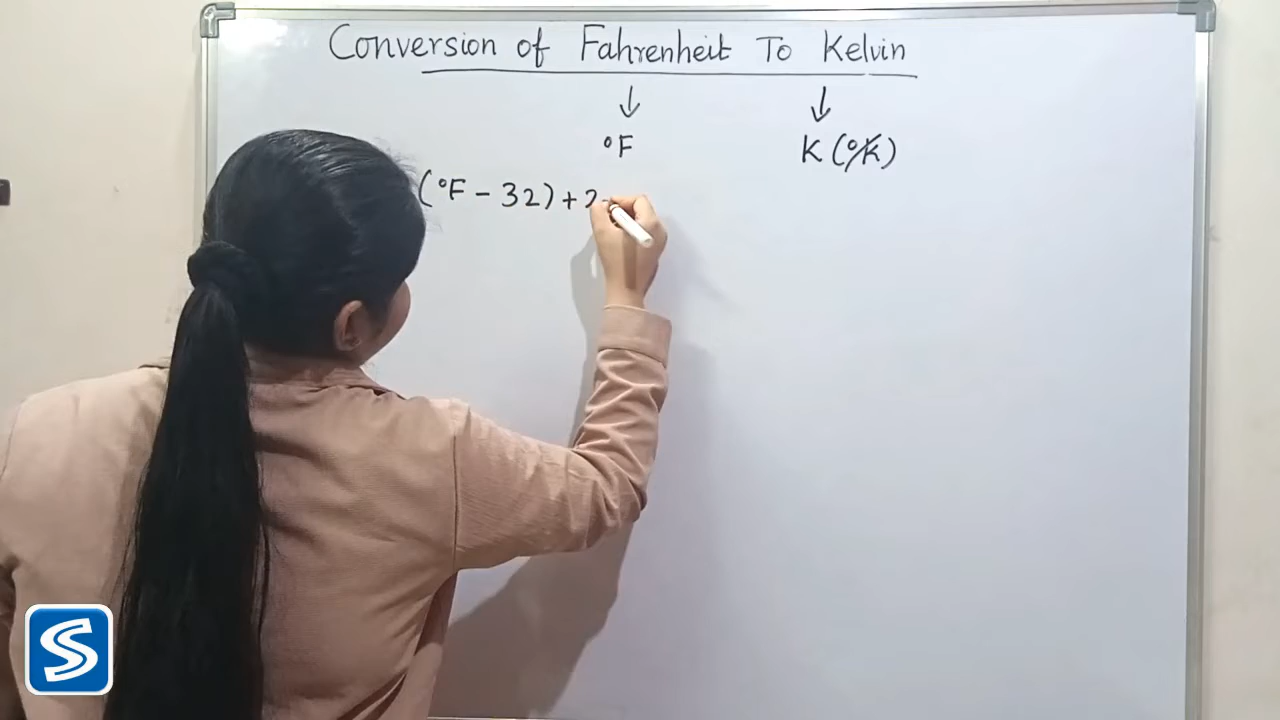 Conversion of Fahrenheit To Kelvin
↓ ↓
°F K (°K)
(°F - 32) + 2